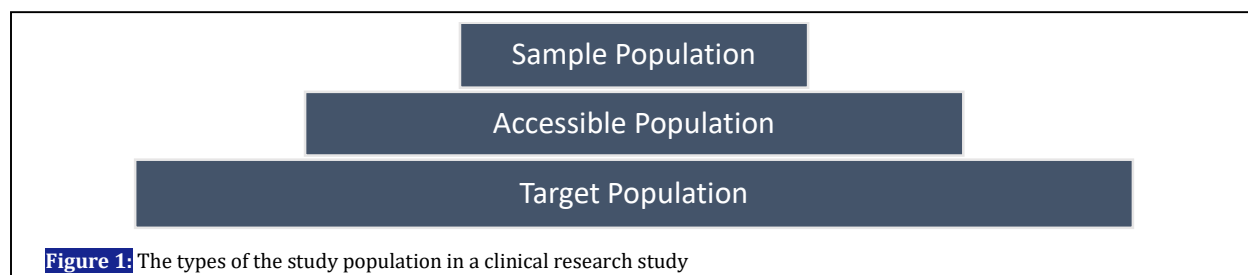 Sample Population
Accessible Population
Target Population
Figure 1: The types of the study population in a clinical research study